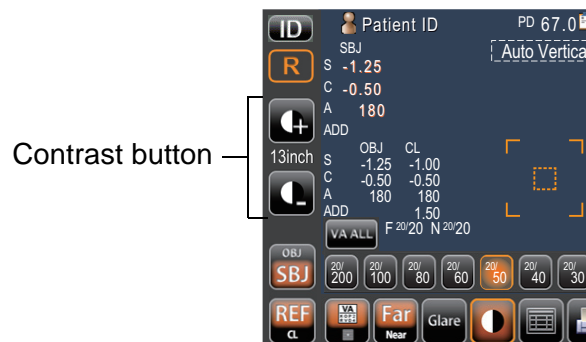 Contrast button
ID Patient ID PD 67.0
R SBJ Auto Vertica
S -1.25
C -0.50
A 180
ADD
13inch OBJ CL
S -1.25 -1.00
C -0.50 -0.50
A 180 180
ADD 1.50
VA ALL F 20/20 N 20/20
OBJ
SBJ 20/200 20/100 20/80 20/60 20/50 20/40 20/30
REF CL VA Far Near Glare